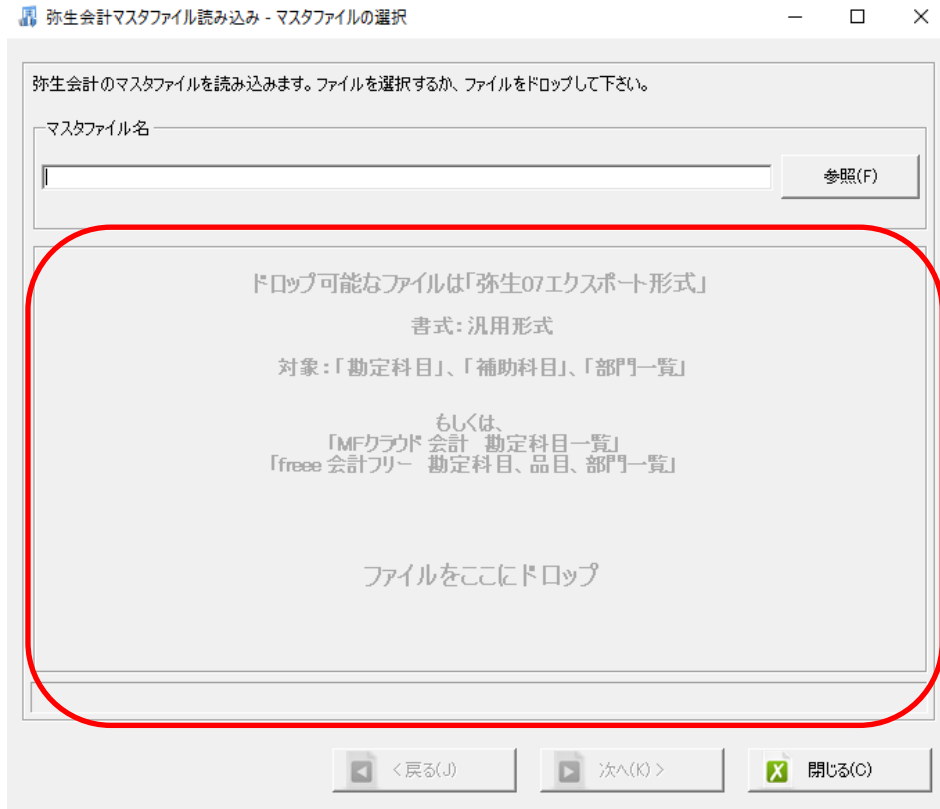 弥生会計マスタファイル読み込み - マスタファイルの選択
弥生会計のマスタファイルを読み込みます。ファイルを選択するか、ファイルをドロップして下さい。
マスタファイル名
参照(F)
ドロップ可能なファイルは「弥生07エクスポート形式」
書式：汎用形式
対象：「勘定科目」、「補助科目」、「部門一覧」
もしくは、
「MFクラウド 会計　勘定科目一覧」
「freee 会計フリー　勘定科目、品目、部門一覧」
ファイルをここにドロップ
<戻る(J)
次へ(K) >
閉じる(C)